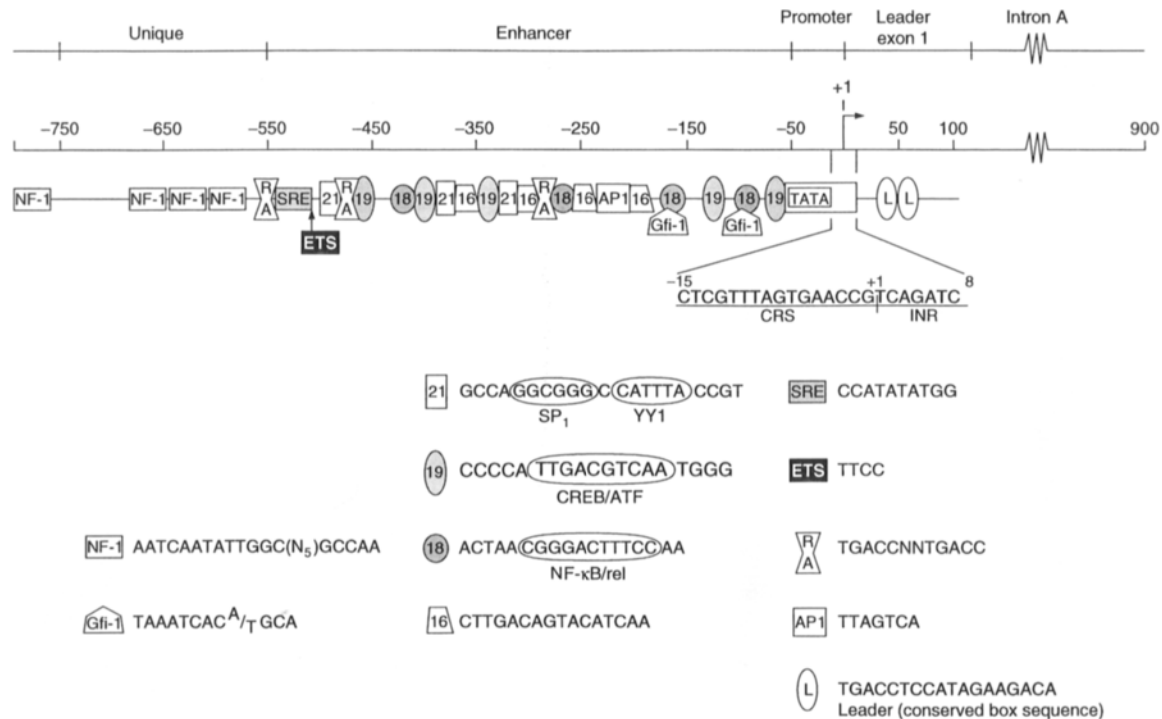 Unique Enhancer Promoter Leader exon 1 Intron A
+1
−750 −650 −550 −450 −350 −250 −150 −50 50 100 900
NF-1 NF-1 NF-1 NF-1 R A SRE 21 R A 19 18 19 21 16 19 21 16 R A 18 16 AP1 16 18 19 18 19 TATA L L
Gfi-1 Gfi-1
ETS
−15 +1 8
CTCGTTTAGTGAACCGTCAGATC
CRS INR
21 GCCAGGCGGGCCATTTACCGT
SP1 YY1
SRE CCATATATGG
19 CCCCATTGACGTCAATGGG
CREB/ATF
ETS TTCC
NF-1 AATCAATATTGGC(N5)GCCAA
18 ACTAACGGGACTTTCCAA
NF-κB/rel
R A TGACCNNTGACC
Gfi-1 TAAATCAC A/T GCA
16 CTTGACAGTACATCAA
AP1 TTAGTCA
L TGACCTCCATAGAAGACA
Leader (conserved box sequence)